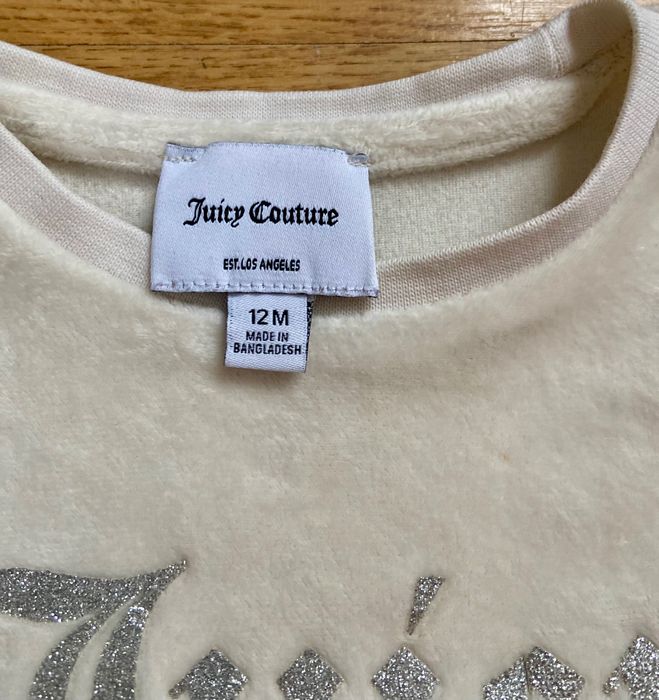 Juicy Couture
EST. LOS ANGELES
12M
MADE IN
BANGLADESH